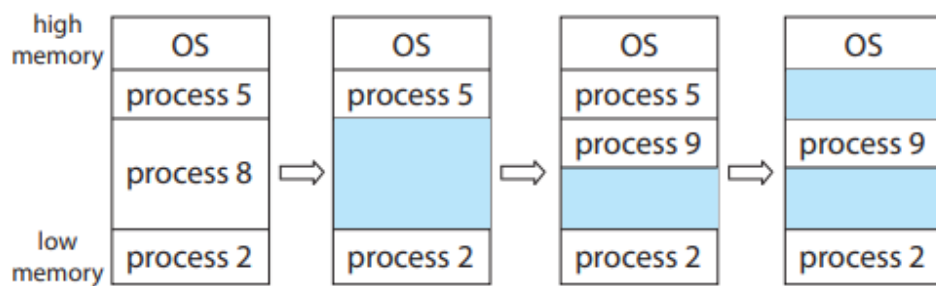 high
memory
OS
process 5
process 8
low
memory
process 2
OS
process 5
process 2
OS
process 5
process 9
process 2
OS
process 9
process 2